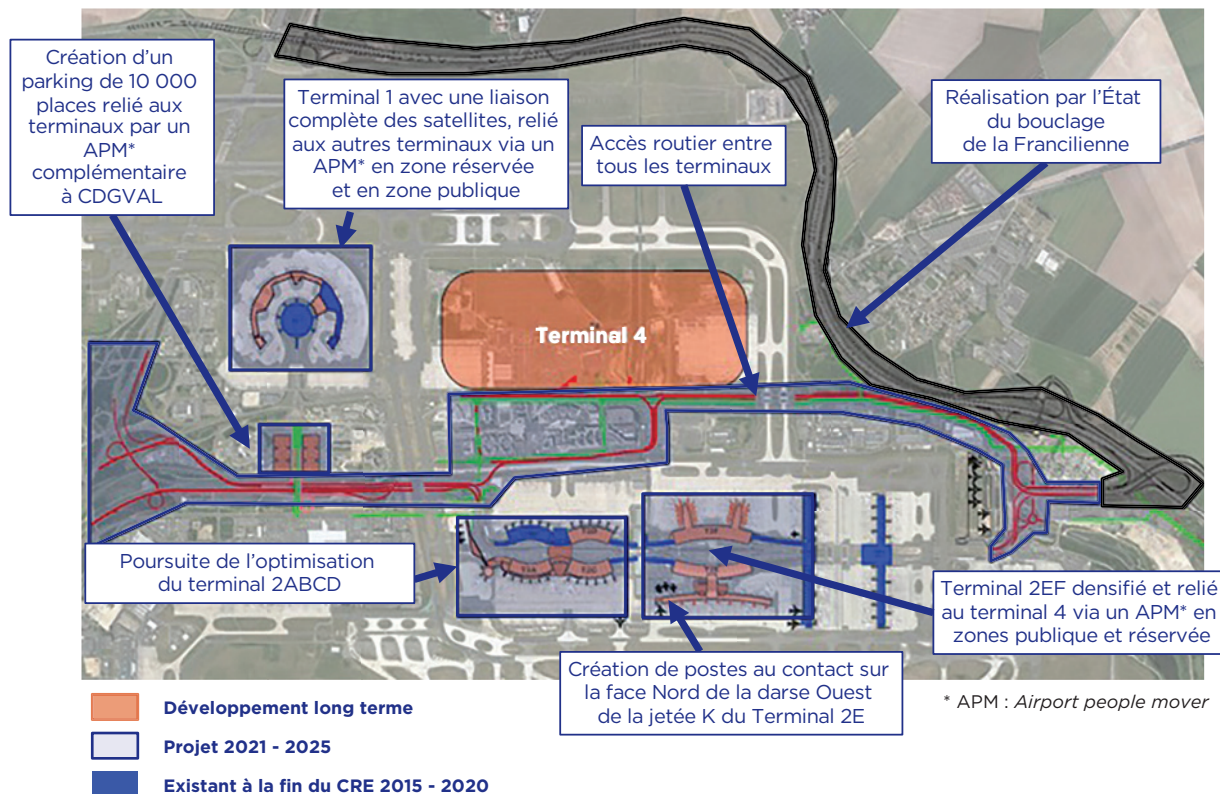 Création d'un
parking de 10 000
places relié aux
terminaux par un
APM*
complémentaire
à CDGVAL
Terminal 1 avec une liaison
complète des satellites, relié
aux autres terminaux via un
APM* en zone réservée
et en zone publique
Accès routier entre
tous les terminaux
Réalisation par l'État
du bouclage
de la Francilienne
Terminal 4
Poursuite de l'optimisation
du terminal 2ABCD
Terminal 2EF densifié et relié
au terminal 4 via un APM* en
zones publique et réservée
Création de postes au contact sur
la face Nord de la darse Ouest
de la jetée K du Terminal 2E
* APM : Airport people mover
Développement long terme
Projet 2021 - 2025
Existant à la fin du CRE 2015 - 2020